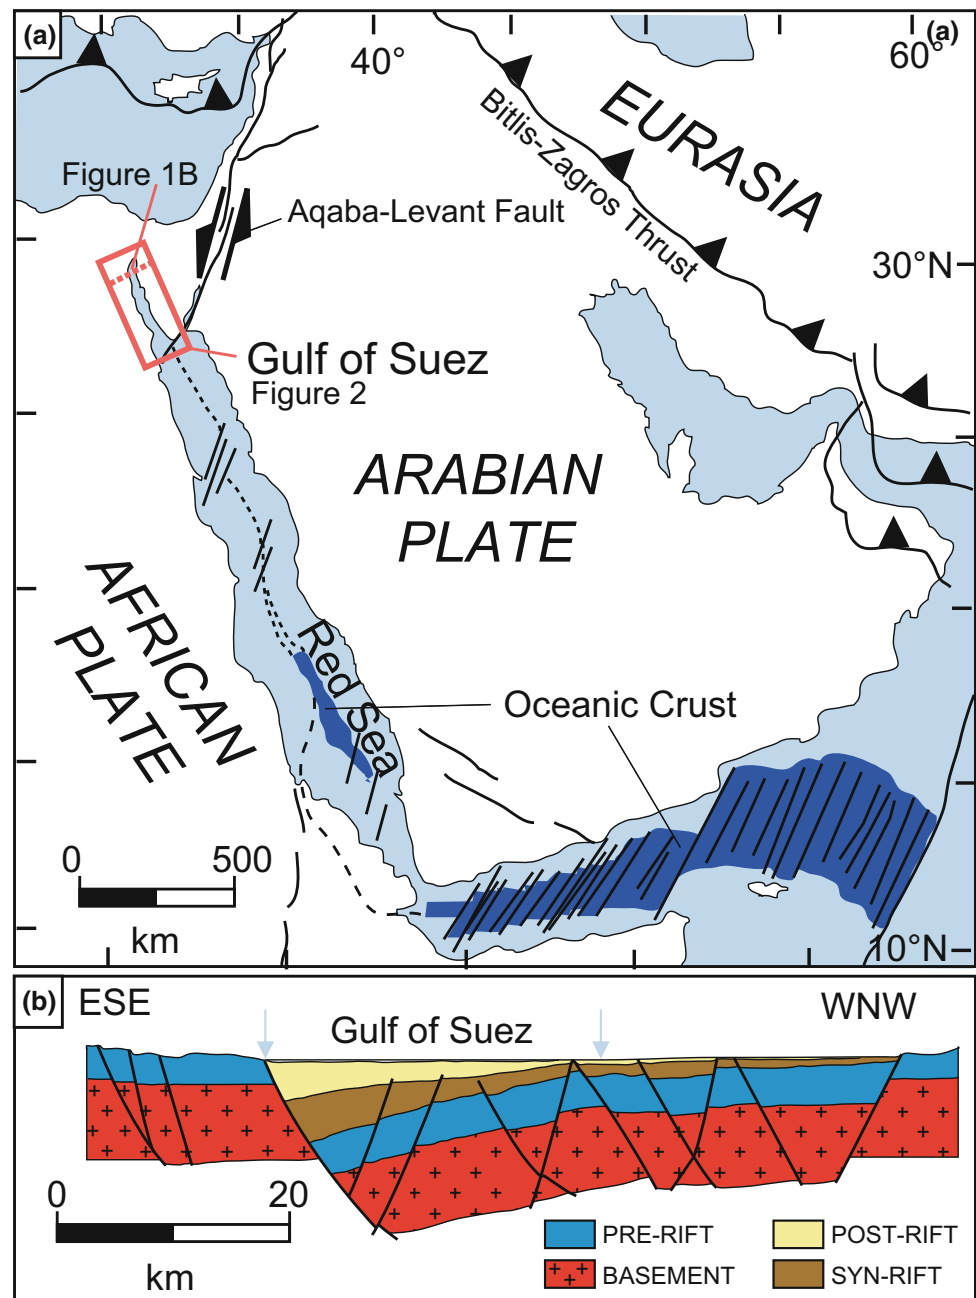 (a)
(a)
40°
60°
EURASIA
Bitlis-Zagros Thrust
Figure 1B
Aqaba-Levant Fault
30°N
Gulf of Suez
Figure 2
ARABIAN
PLATE
AFRICAN
PLATE
Red Sea
Oceanic Crust
0 500
km
10°N
(b)
ESE
WNW
Gulf of Suez
0 20
km
PRE-RIFT
POST-RIFT
BASEMENT
SYN-RIFT